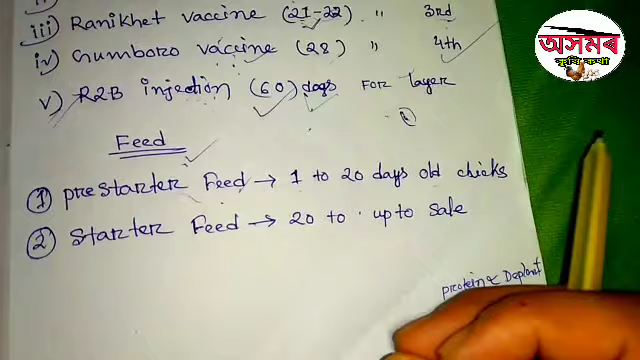 iii) Ranikhet vaccine (21-22) " 3rd
iv) Gumboro vaccine (28) " 4th
v) R2B injection (60) days For layer
Feed
① Prestarter Feed → 1 to 20 days old chicks
② Starter Feed → 20 to up to sale
protein &
অসমৰ
কৃষি কথা